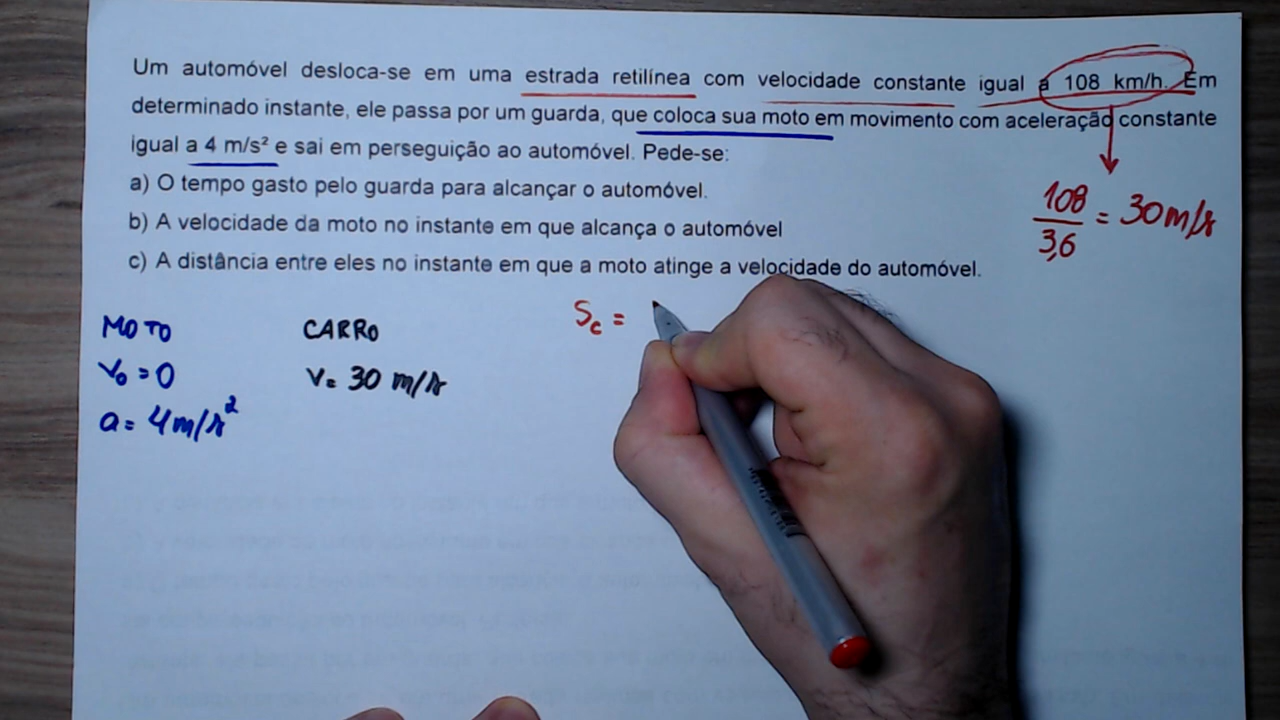 Um automóvel desloca-se em uma estrada retilínea com velocidade constante igual a 108 km/h. Em
determinado instante, ele passa por um guarda, que coloca sua moto em movimento com aceleração constante
igual a 4 m/s² e sai em perseguição ao automóvel. Pede-se:
a) O tempo gasto pelo guarda para alcançar o automóvel.
b) A velocidade da moto no instante em que alcança o automóvel
c) A distância entre eles no instante em que a moto atinge a velocidade do automóvel.
108/3,6 = 30 m/s
MOTO
V₀ = 0
a = 4 m/s²
CARRO
V = 30 m/s
S_c =